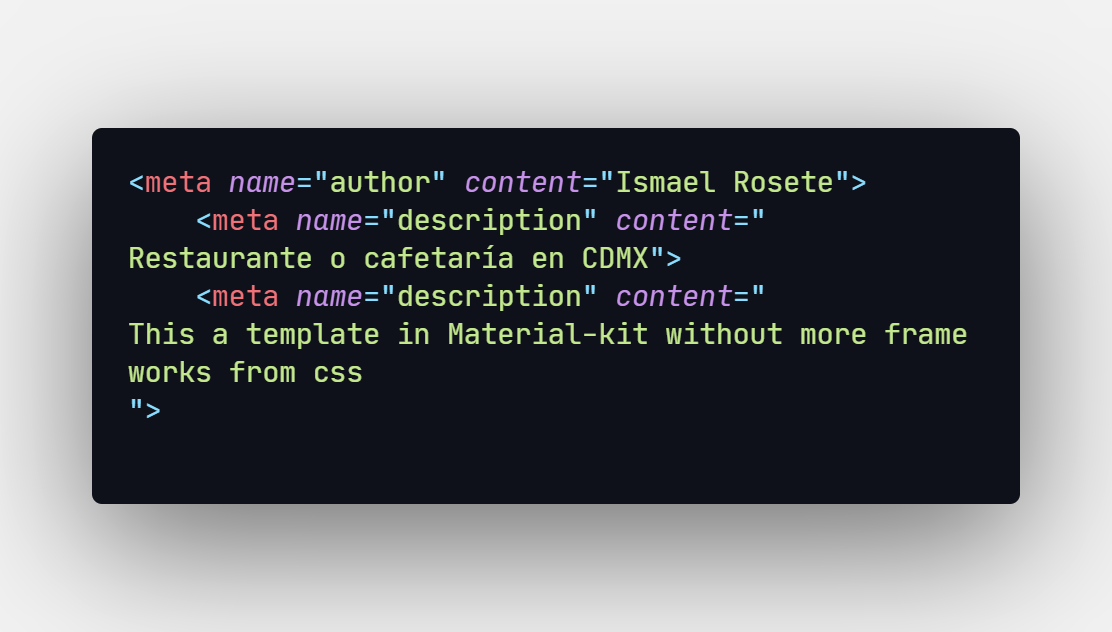 <meta name="author" content="Ismael Rosete">
    <meta name="description" content="
Restaurante o cafetaría en CDMX">
    <meta name="description" content="
This a template in Material-kit without more frame
works from css
">